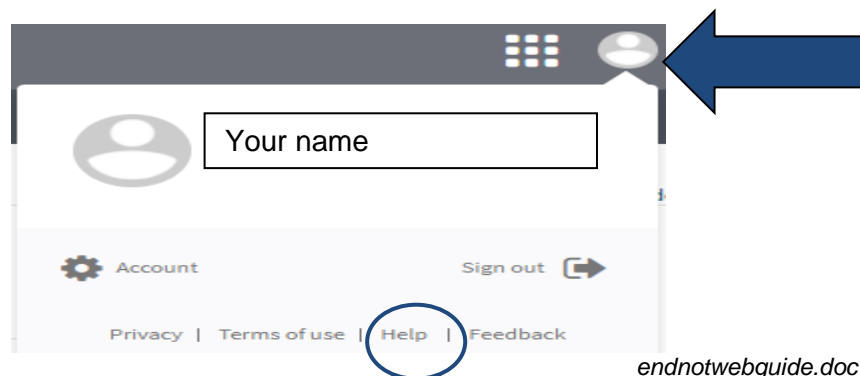 Your name
Account Sign out
Privacy | Terms of use | Help | Feedback
endnotwebguide.doc